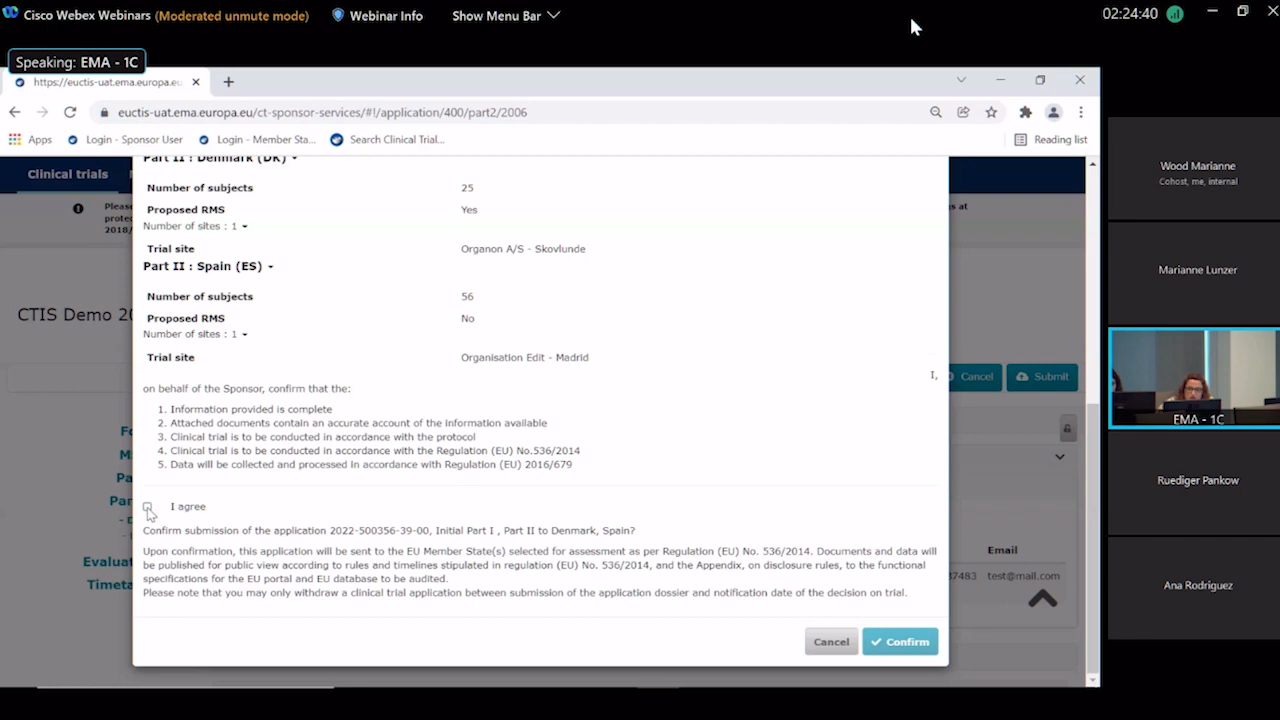 Cisco Webex Webinars (Moderated unmute mode) Webinar Info Show Menu Bar 02:24:40
Speaking: EMA - 1C
https://euctis-uat.ema.europa.eu
euctis-uat.ema.europa.eu/ct-sponsor-services/#!/application/400/part2/2006
Apps Login - Sponsor User Login - Member Sta... Search Clinical Trial... Reading list
Part II : Denmark (DK)
Clinical trials
Number of subjects 25
Wood Marianne
Cohost, me, internal
Pleas
protec
2018/
gs at
Proposed RMS Yes
Number of sites : 1
Trial site Organon A/S - Skovlunde
Part II : Spain (ES)
Marianne Lunzer
Number of subjects 56
CTIS Demo 20
Proposed RMS No
Number of sites : 1
Trial site Organisation Edit - Madrid
I,
Cancel Submit
on behalf of the Sponsor, confirm that the:
1. Information provided is complete
2. Attached documents contain an accurate account of the information available
3. Clinical trial is to be conducted in accordance with the protocol
4. Clinical trial is to be conducted in accordance with the Regulation (EU) No.536/2014
5. Data will be collected and processed in accordance with Regulation (EU) 2016/679
EMA - 1C
Fo
M
Pa
Par
- D
Ruediger Pankow
I agree
Confirm submission of the application 2022-500356-39-00, Initial Part I , Part II to Denmark, Spain?
Upon confirmation, this application will be sent to the EU Member State(s) selected for assessment as per Regulation (EU) No. 536/2014. Documents and data will
be published for public view according to rules and timelines stipulated in regulation (EU) No. 536/2014, and the Appendix, on disclosure rules, to the functional
specifications for the EU portal and EU database to be audited.
Please note that you may only withdraw a clinical trial application between submission of the application dossier and notification date of the decision on trial.
Evaluat
Timeta
Email
37483 test@mail.com
Ana Rodriguez
Cancel Confirm